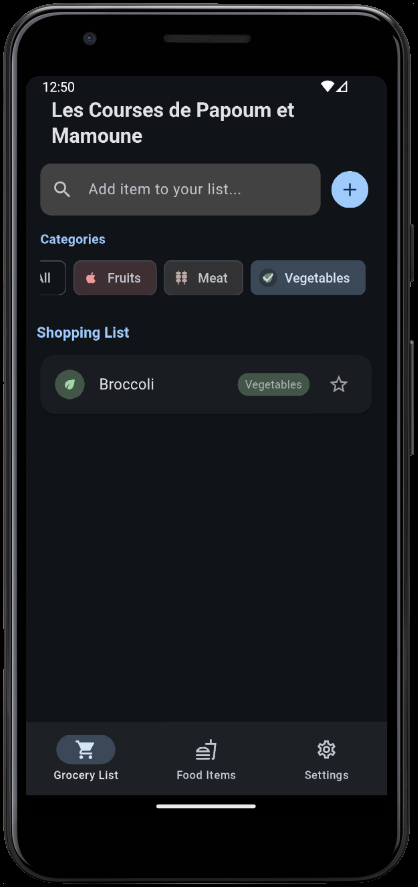 12:50
Les Courses de Papoum et
Mamoune
Add item to your list...
Categories
All Fruits Meat Vegetables
Shopping List
Broccoli Vegetables
Grocery List Food Items Settings